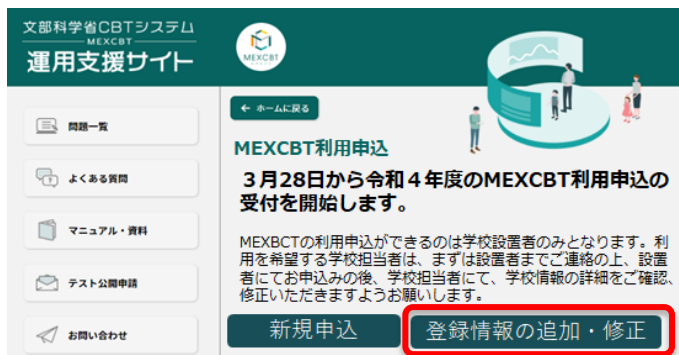 文部科学省CBTシステム
MEXCBT
運用支援サイト
MEXCBT
問題一覧
よくある質問
マニュアル・資料
テスト公開申請
お問い合わせ
← ホームに戻る
MEXCBT利用申込
3月28日から令和4年度のMEXCBT利用申込の
受付を開始します。
MEXBCTの利用申込ができるのは学校設置者のみとなります。利
用を希望する学校担当者は、まずは設置者までご連絡の上、設置
者にてお申込みの後、学校担当者にて、学校情報の詳細をご確認、
修正いただきますようお願いします。
新規申込
登録情報の追加・修正